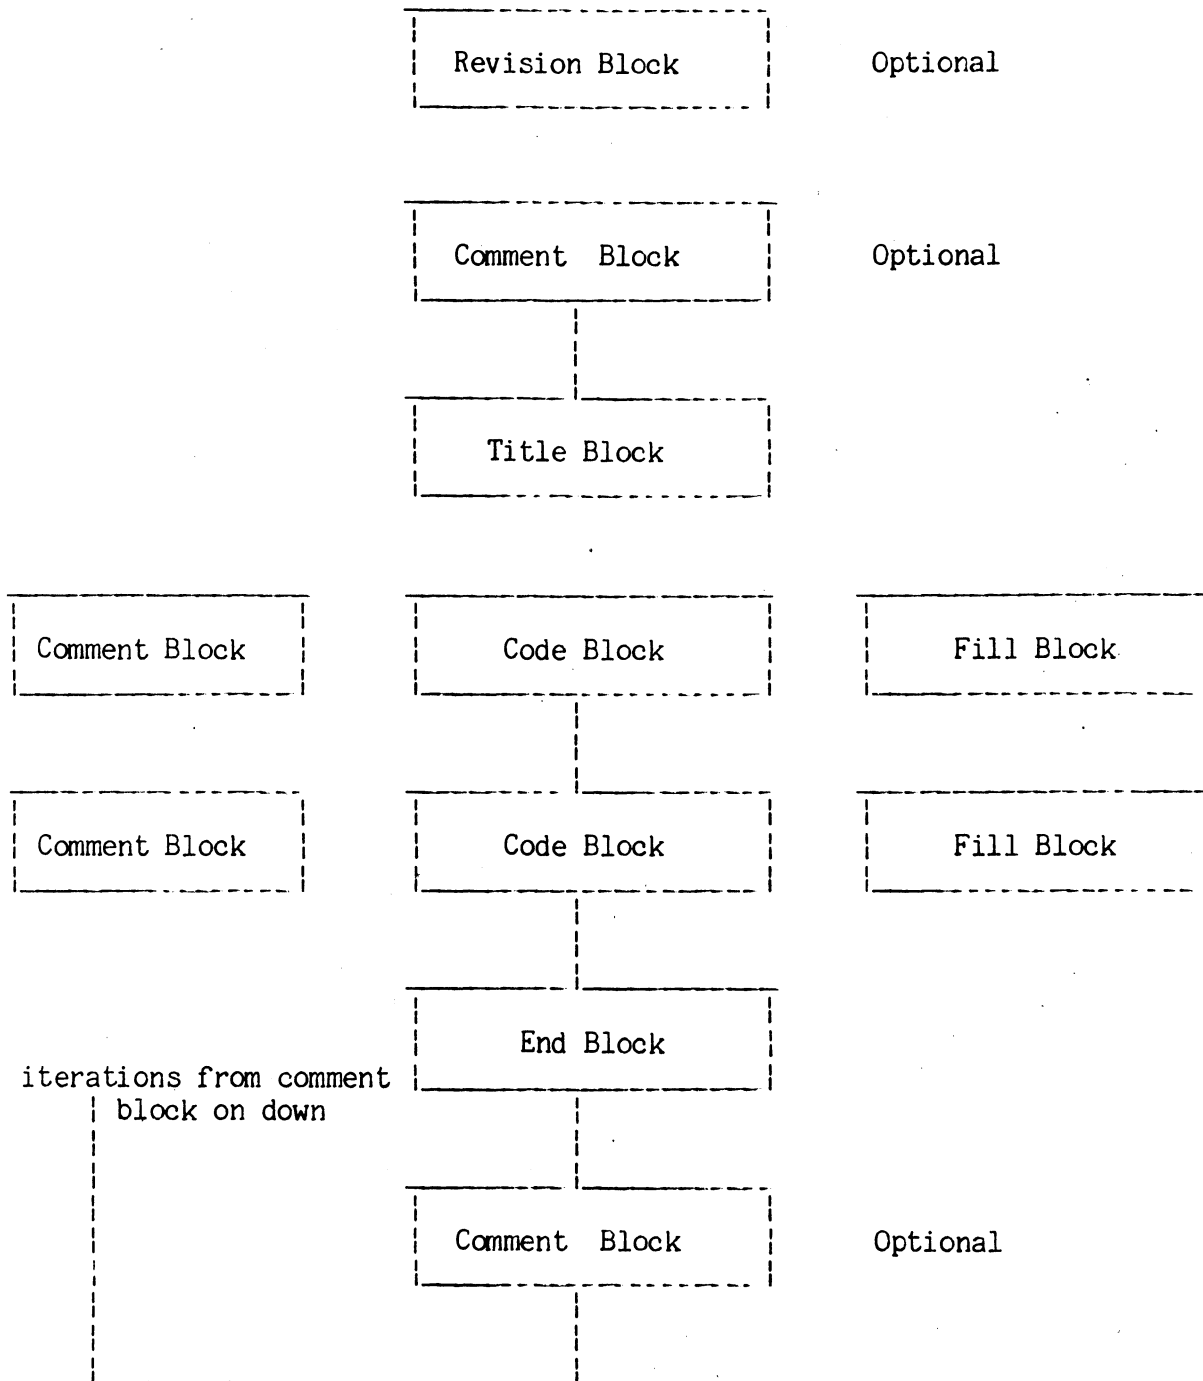 Revision Block Optional
Comment Block Optional
Title Block
Comment Block Code Block Fill Block
Comment Block Code Block Fill Block
End Block
iterations from comment
block on down
Comment Block Optional